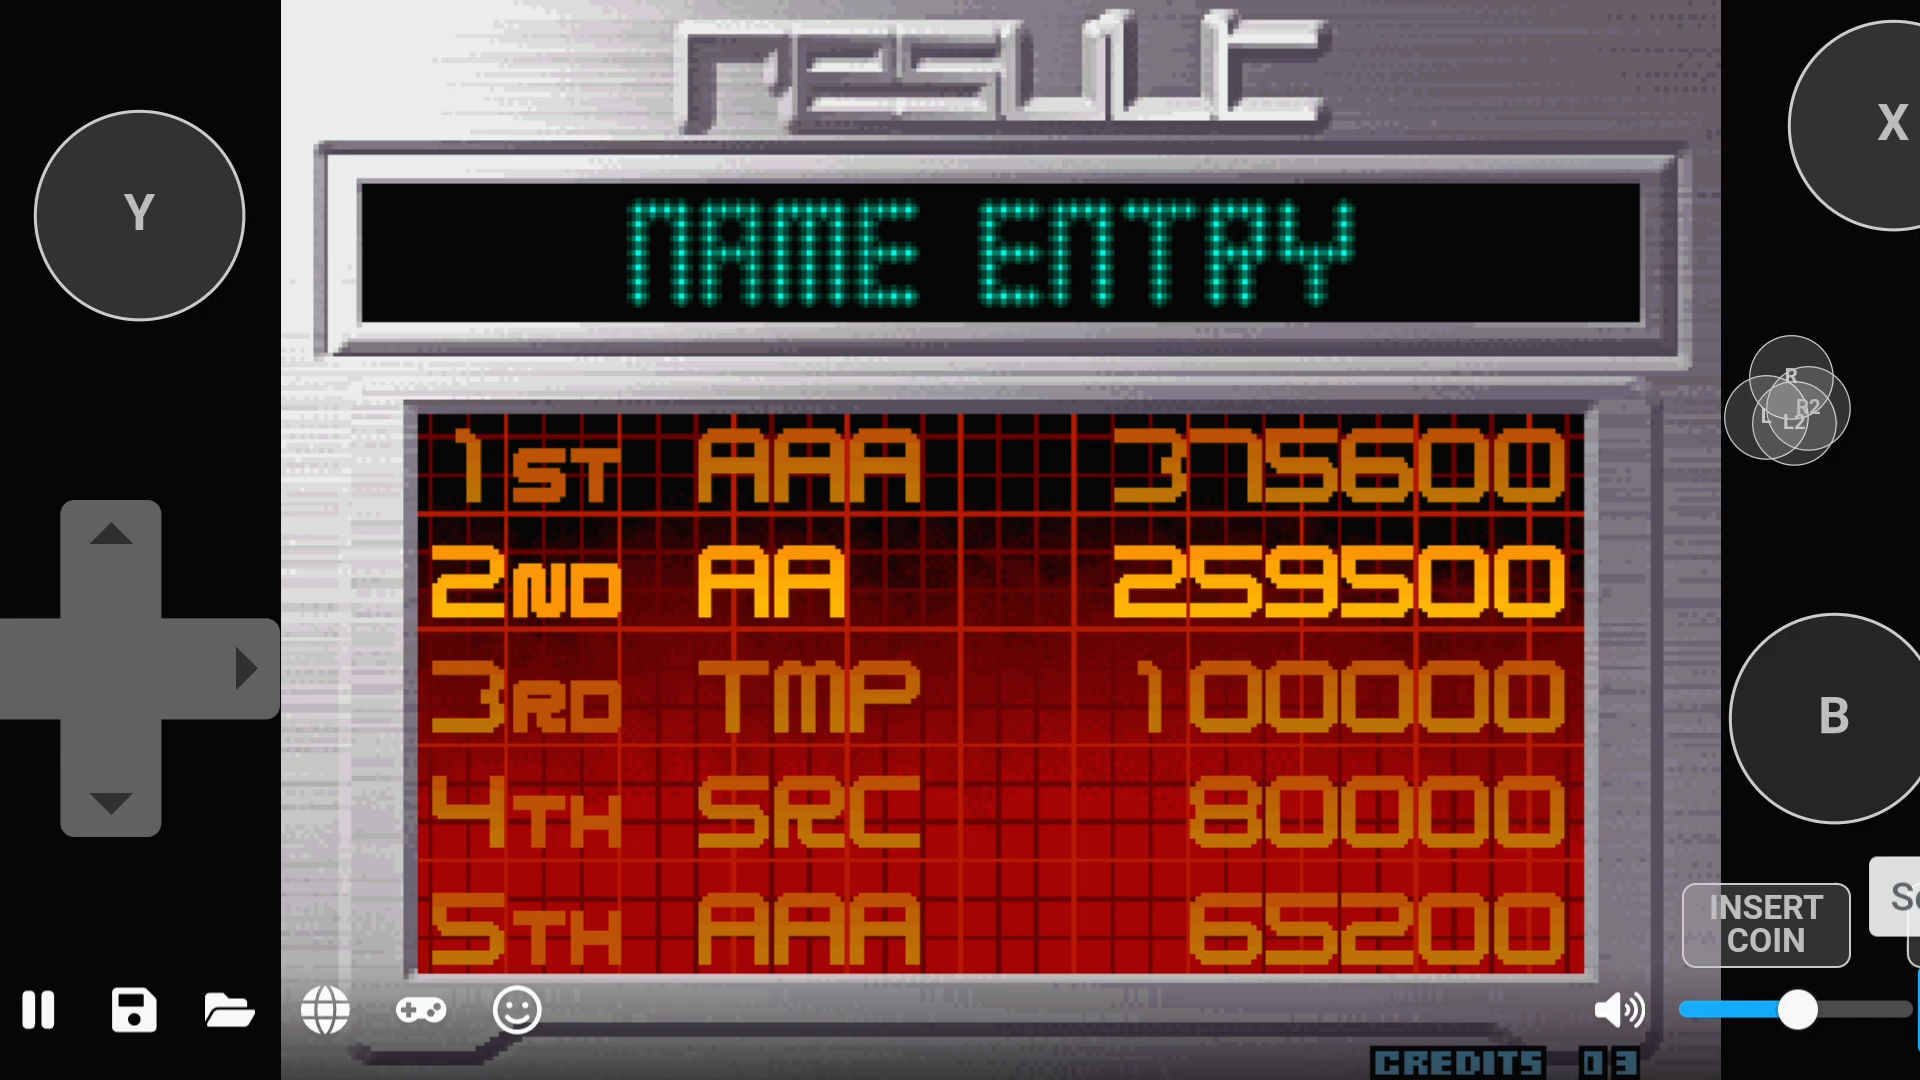 RESULT
NAME ENTRY
1ST AAA 375600
2ND AA 259500
3RD TMP 100000
4TH SRC 80000
5TH AAA 65200
CREDITS 03
Y
X
R
L
R2
L2
B
INSERT
COIN